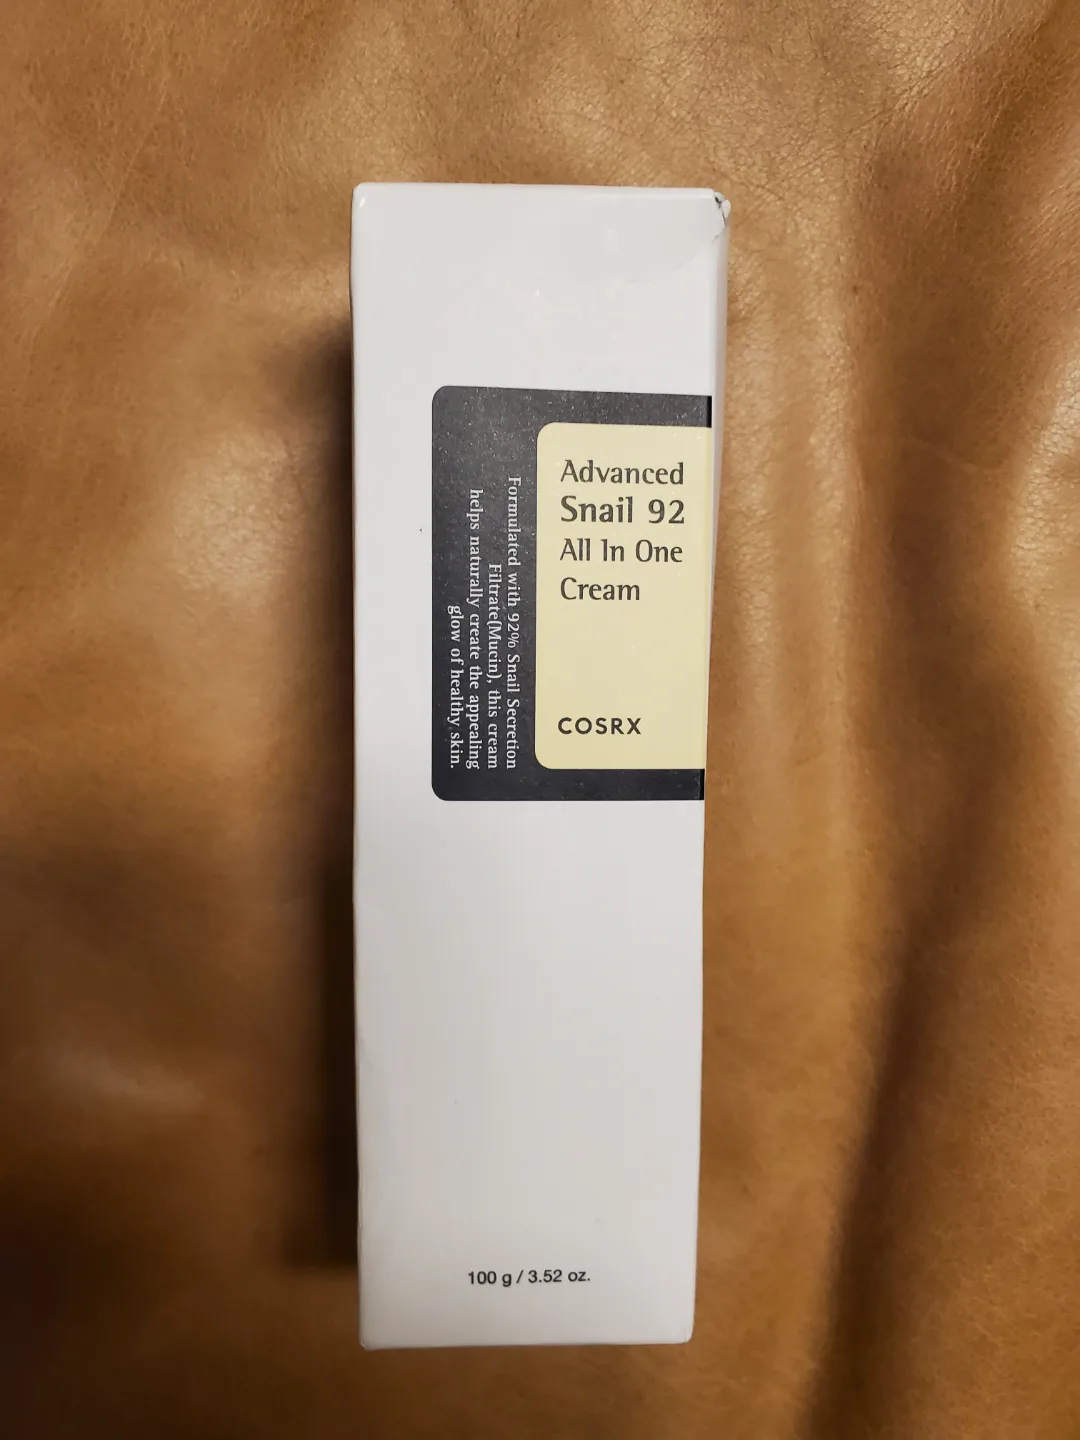 Advanced
Snail 92
All In One
Cream
COSRX
Formulated with 92% Snail Secretion
Filtrate(Mucin), this cream
helps naturally create the appealing
glow of healthy skin.
100 g / 3.52 oz.